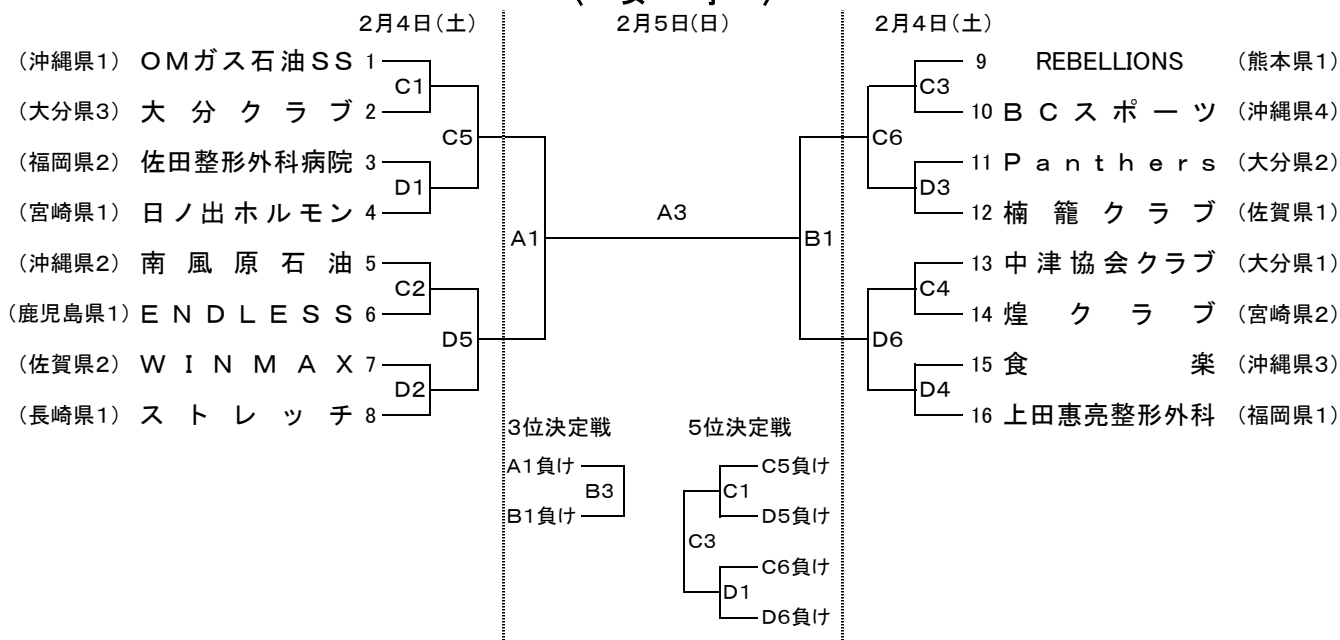 2月4日(土) 2月5日(日) 2月4日(土)
(沖縄県1) OMガス石油SS 1 9 REBELLIONS (熊本県1)
C1 C3
(大分県3) 大分クラブ 2 10 BCスポーツ (沖縄県4)
C5 C6
(福岡県2) 佐田整形外科病院 3 11 Panthers (大分県2)
D1 D3
(宮崎県1) 日ノ出ホルモン 4 12 楠籠クラブ (佐賀県1)
A1 A3 B1
(沖縄県2) 南風原石油 5 13 中津協会クラブ (大分県1)
C2 C4
(鹿児島県1) ENDLESS 6 14 煌クラブ (宮崎県2)
D5 D6
(佐賀県2) WINMAX 7 15 食楽 (沖縄県3)
D2 D4
(長崎県1) ストレッチ 8 16 上田惠亮整形外科 (福岡県1)
3位決定戦 5位決定戦
A1負け C5負け
B3 C1
B1負け D5負け
C3
C6負け
D1
D6負け